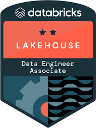 databricks
LAKEHOUSE
Data Engineer
Associate